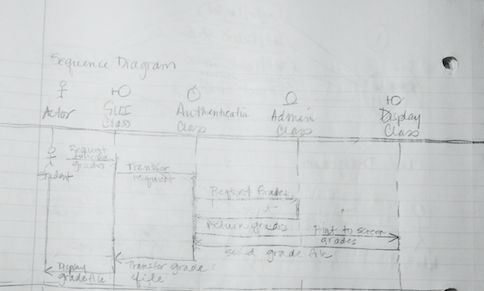 Sequence Diagram
Actor
GUI
Class
Authentication
Class
Admin
Class
Display
Class
Request
grades
Student
Transfer
request
Request Grades
Return grades
Print to screen
grades
Send grade file
Display
grade file
Transfer grade
file